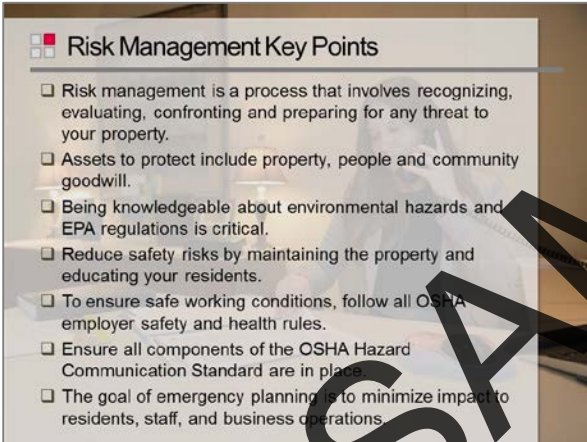 Risk Management Key Points
❑ Risk management is a process that involves recognizing,
evaluating, confronting and preparing for any threat to
your property.
❑ Assets to protect include property, people and community
goodwill.
❑ Being knowledgeable about environmental hazards and
EPA regulations is critical.
❑ Reduce safety risks by maintaining the property and
educating your residents.
❑ To ensure safe working conditions, follow all OSHA
employer safety and health rules.
❑ Ensure all components of the OSHA Hazard
Communication Standard are in place.
❑ The goal of emergency planning is to minimize impact to
residents, staff, and business operations.
SAM